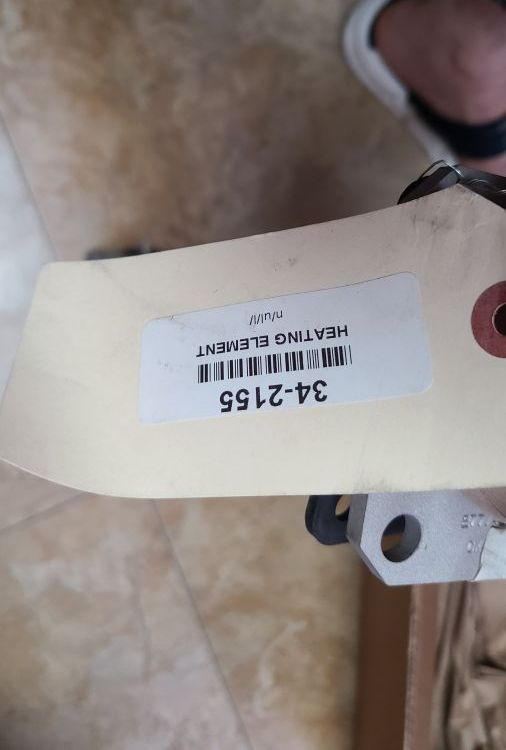 34-2155
HEATING ELEMENT
n/u/l/l